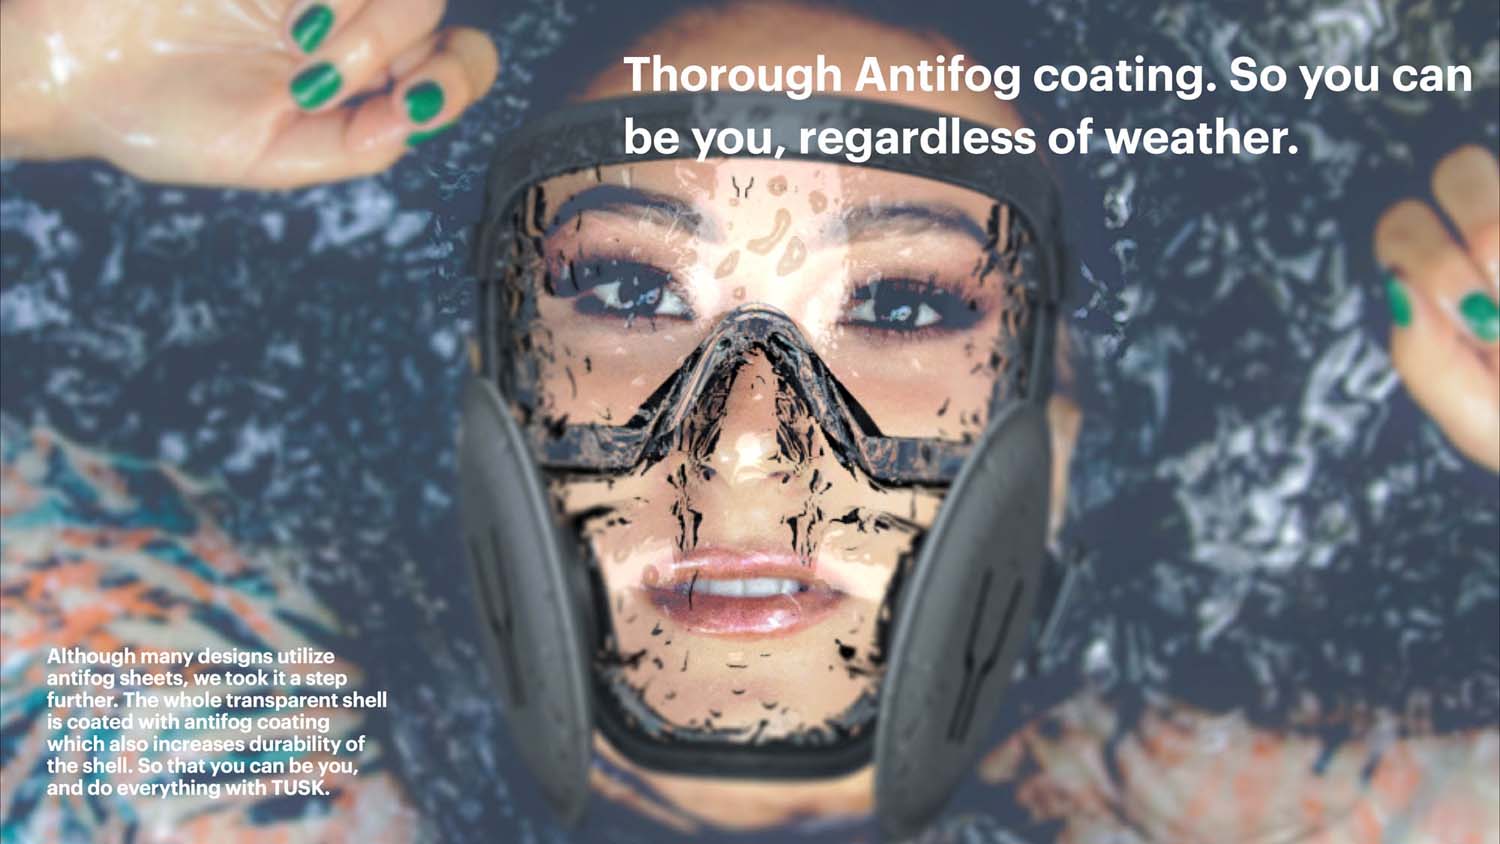 Thorough Antifog coating. So you can
be you, regardless of weather.
Although many designs utilize
antifog sheets, we took it a step
further. The whole transparent shell
is coated with antifog coating
which also increases durability of
the shell. So that you can be you,
and do everything with TUSK.